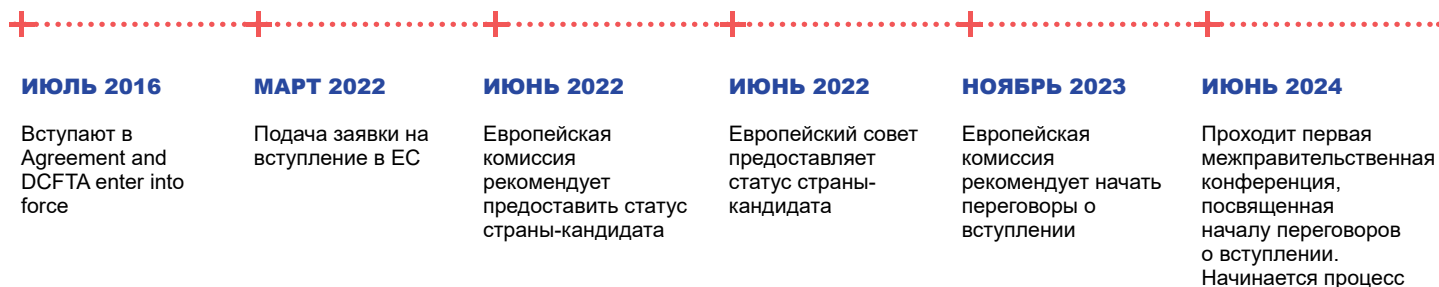 ИЮЛЬ 2016
Вступают в
Agreement and
DCFTA enter into
force
МАРТ 2022
Подача заявки на
вступление в ЕС
ИЮНЬ 2022
Европейская
комиссия
рекомендует
предоставить статус
страны-кандидата
ИЮНЬ 2022
Европейский совет
предоставляет
статус страны-
кандидата
НОЯБРЬ 2023
Европейская
комиссия
рекомендует начать
переговоры о
вступлении
ИЮНЬ 2024
Проходит первая
межправительственная
конференция,
посвященная
началу переговоров
о вступлении.
Начинается процесс